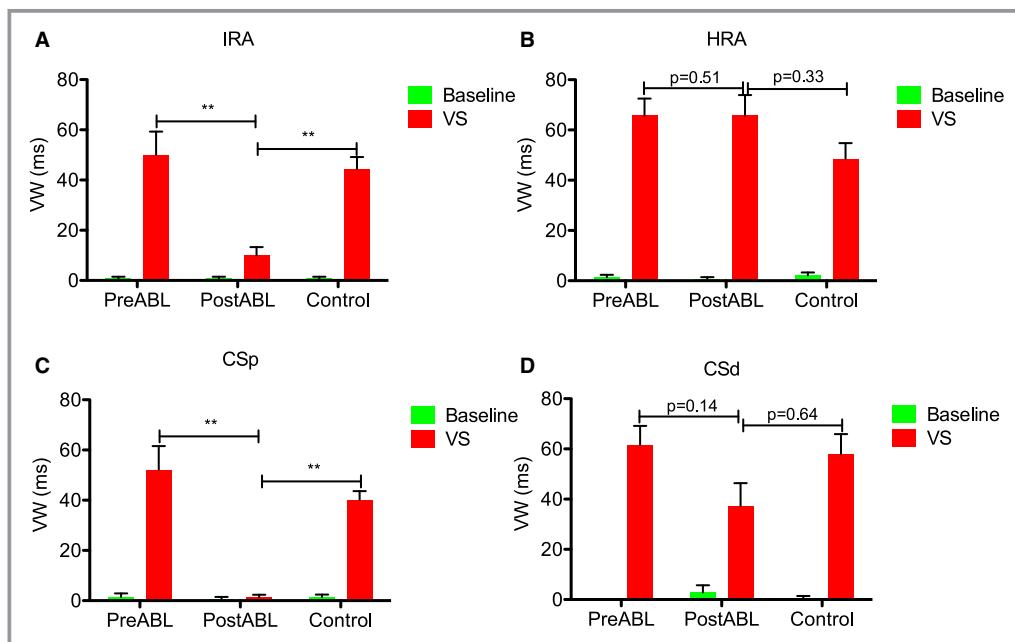 A
IRA
VW (ms)
80
60
40
20
0
**
**
Baseline
VS
PreABL PostABL Control
B
HRA
VW (ms)
80
60
40
20
0
p=0.51
p=0.33
Baseline
VS
PreABL PostABL Control
C
CSp
VW (ms)
80
60
40
20
0
**
**
Baseline
VS
PreABL PostABL Control
D
CSd
VW (ms)
80
60
40
20
0
p=0.14
p=0.64
Baseline
VS
PreABL PostABL Control